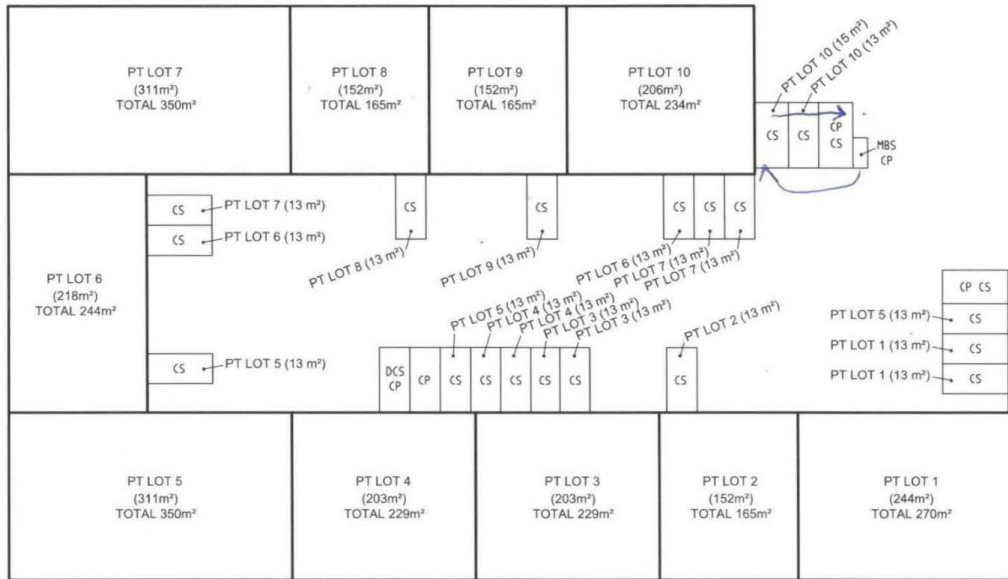 PT LOT 7
(311m²)
TOTAL 350m²
PT LOT 8
(152m²)
TOTAL 165m²
PT LOT 9
(152m²)
TOTAL 165m²
PT LOT 10
(206m²)
TOTAL 234m²
PT LOT 10 (15 m²)
PT LOT 10 (13 m²)
CS
CS
CP
CS
MBS
CP
PT LOT 6
(218m²)
TOTAL 244m²
CS
PT LOT 7 (13 m²)
CS
PT LOT 6 (13 m²)
CS
PT LOT 8 (13 m²)
CS
PT LOT 9 (13 m²)
CS
CS
CS
PT LOT 6 (13 m²)
PT LOT 7 (13 m²)
PT LOT 7 (13 m²)
CS
PT LOT 5 (13 m²)
PT LOT 5 (13 m²)
PT LOT 4 (13 m²)
PT LOT 4 (13 m²)
PT LOT 3 (13 m²)
PT LOT 3 (13 m²)
DCS
CP
CP
CS
CS
CS
CS
CS
PT LOT 2 (13 m²)
CS
CP CS
PT LOT 5 (13 m²)
CS
PT LOT 1 (13 m²)
CS
PT LOT 1 (13 m²)
CS
PT LOT 5
(311m²)
TOTAL 350m²
PT LOT 4
(203m²)
TOTAL 229m²
PT LOT 3
(203m²)
TOTAL 229m²
PT LOT 2
(152m²)
TOTAL 165m²
PT LOT 1
(244m²)
TOTAL 270m²